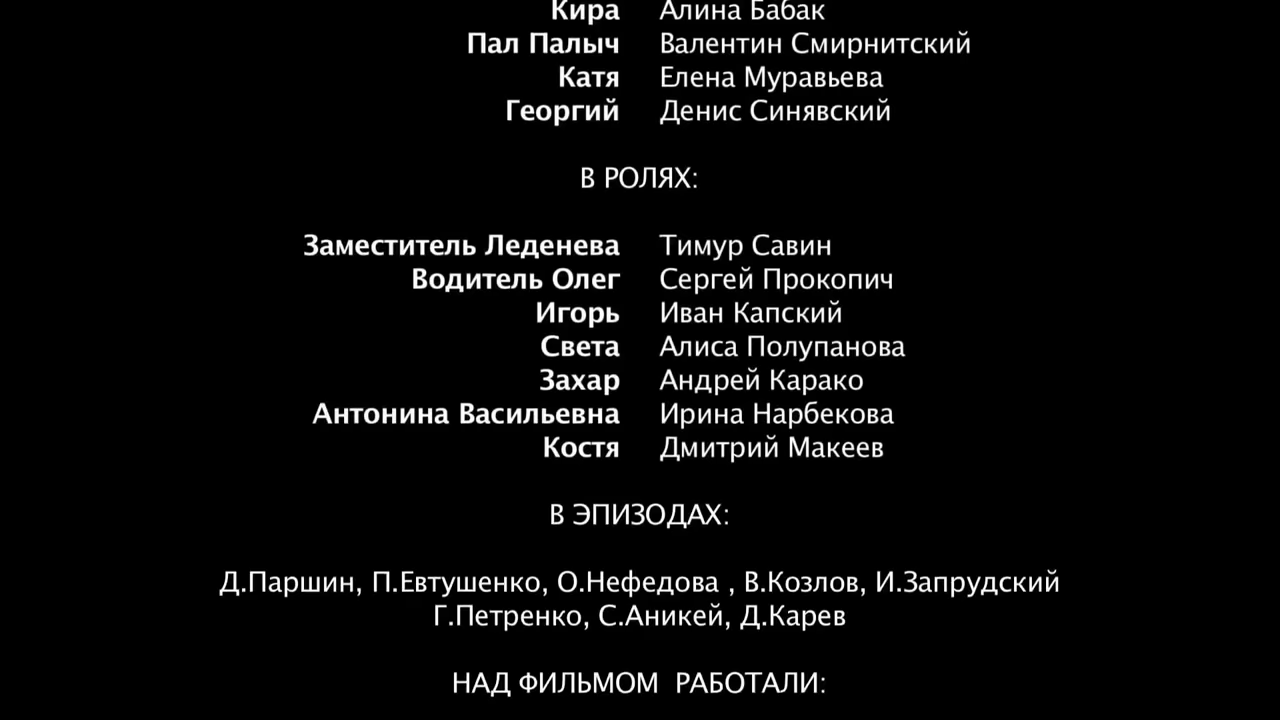 Кира Алина Бабак
Пал Палыч Валентин Смирнитский
Катя Елена Муравьева
Георгий Денис Синявский
В РОЛЯХ:
Заместитель Леденева Тимур Савин
Водитель Олег Сергей Прокопич
Игорь Иван Капский
Света Алиса Полупанова
Захар Андрей Карако
Антонина Васильевна Ирина Нарбекова
Костя Дмитрий Макеев
В ЭПИЗОДАХ:
Д.Паршин, П.Евтушенко, О.Нефедова , В.Козлов, И.Запрудский
Г.Петренко, С.Аникей, Д.Карев
НАД ФИЛЬМОМ  РАБОТАЛИ: